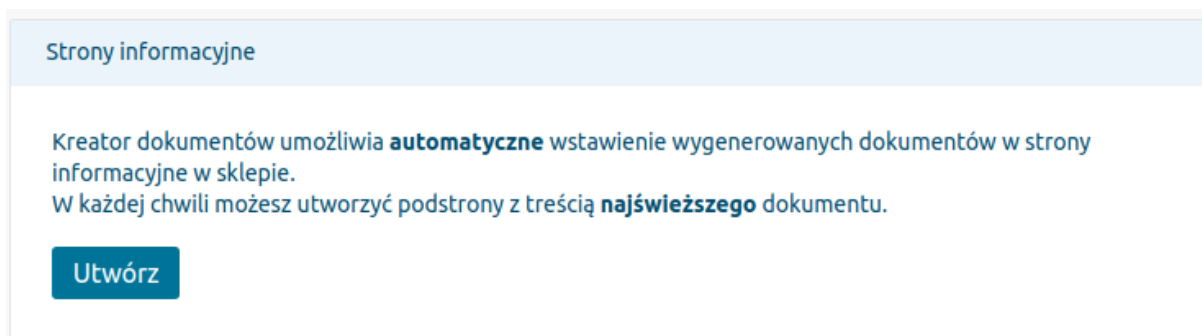 Strony informacyjne
Kreator dokumentów umożliwia automatyczne wstawienie wygenerowanych dokumentów w strony
informacyjne w sklepie.
W każdej chwili możesz utworzyć podstrony z treścią najświeższego dokumentu.
Utwórz